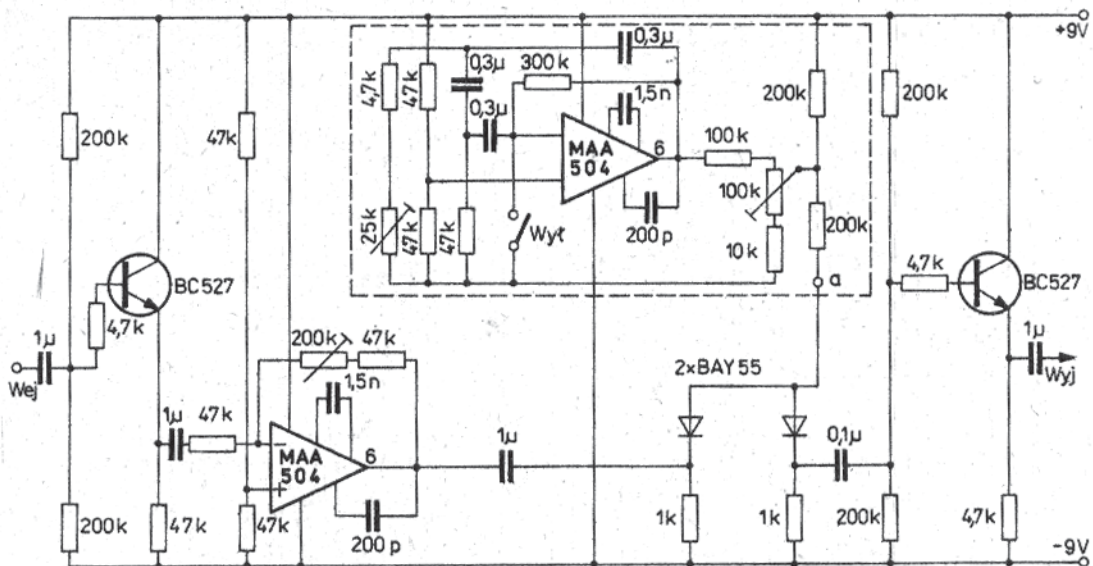 +9V
0,3µ
0,3µ
300k
4,7k
47k
0,3µ
1,5n
200k
200k
200k
47k
MAA
504
6
100k
100k
25k
47k
47k
Wył
200p
10k
200k
a
BC527
4,7k
4,7k
BC527
1µ
Wej
200k
47k
1,5n
2×BAY55
1µ
Wyj
1µ
47k
MAA
504
6
−
+
1µ
0,1µ
200k
47k
47k
200p
1k
1k
200k
4,7k
-9V